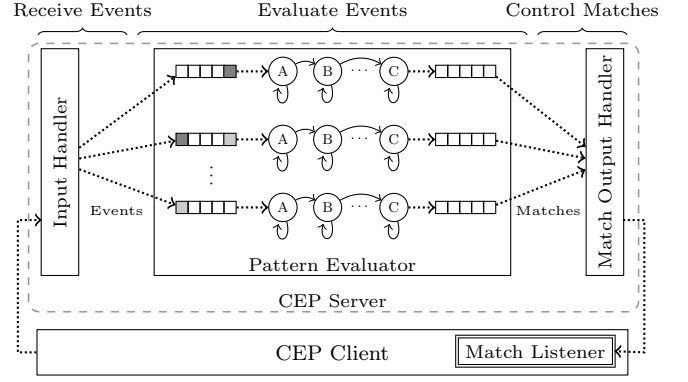 Receive Events Evaluate Events Control Matches
Input Handler
A B ... C
A B ... C
...
A B ... C
Events
Matches
Match Output Handler
Pattern Evaluator
CEP Server
CEP Client
Match Listener